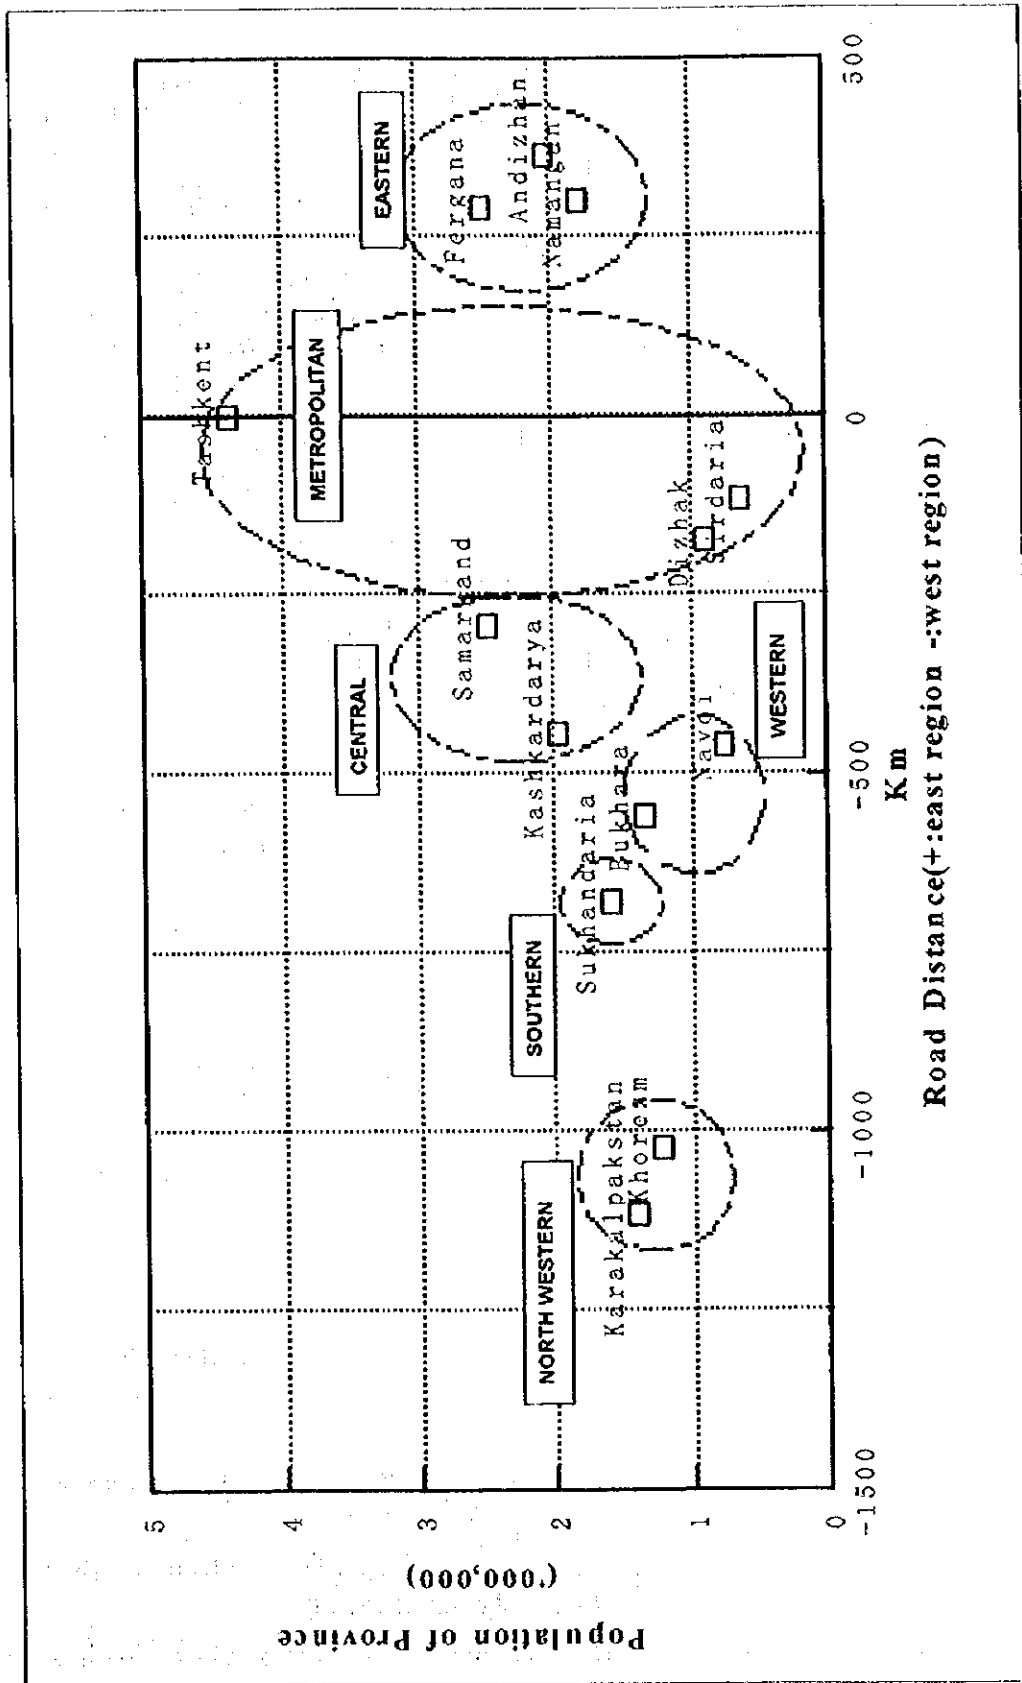 Population of Province
('000,000)
5
4
3
2
1
0
-1500
-1000
-500
0
500
Km
Road Distance(+:east region -:west region)
NORTH WESTERN
Karakalpakstan
Khorezm
SOUTHERN
Sukhandaria
WESTERN
Bukhara
Navoi
CENTRAL
Samarkand
Kashkardarya
METROPOLITAN
Tashkent
Dizhak
Sirdaria
EASTERN
Fergana
Andizhan
Namangan